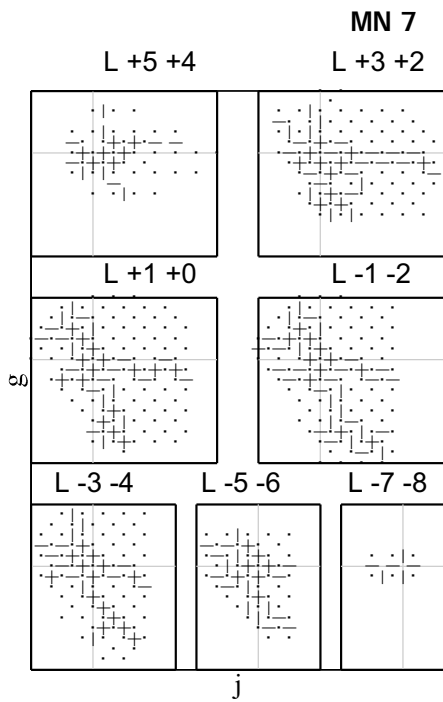 MN 7
L +5 +4
L +3 +2
L +1 +0
L -1 -2
g
L -3 -4
L -5 -6
L -7 -8
j